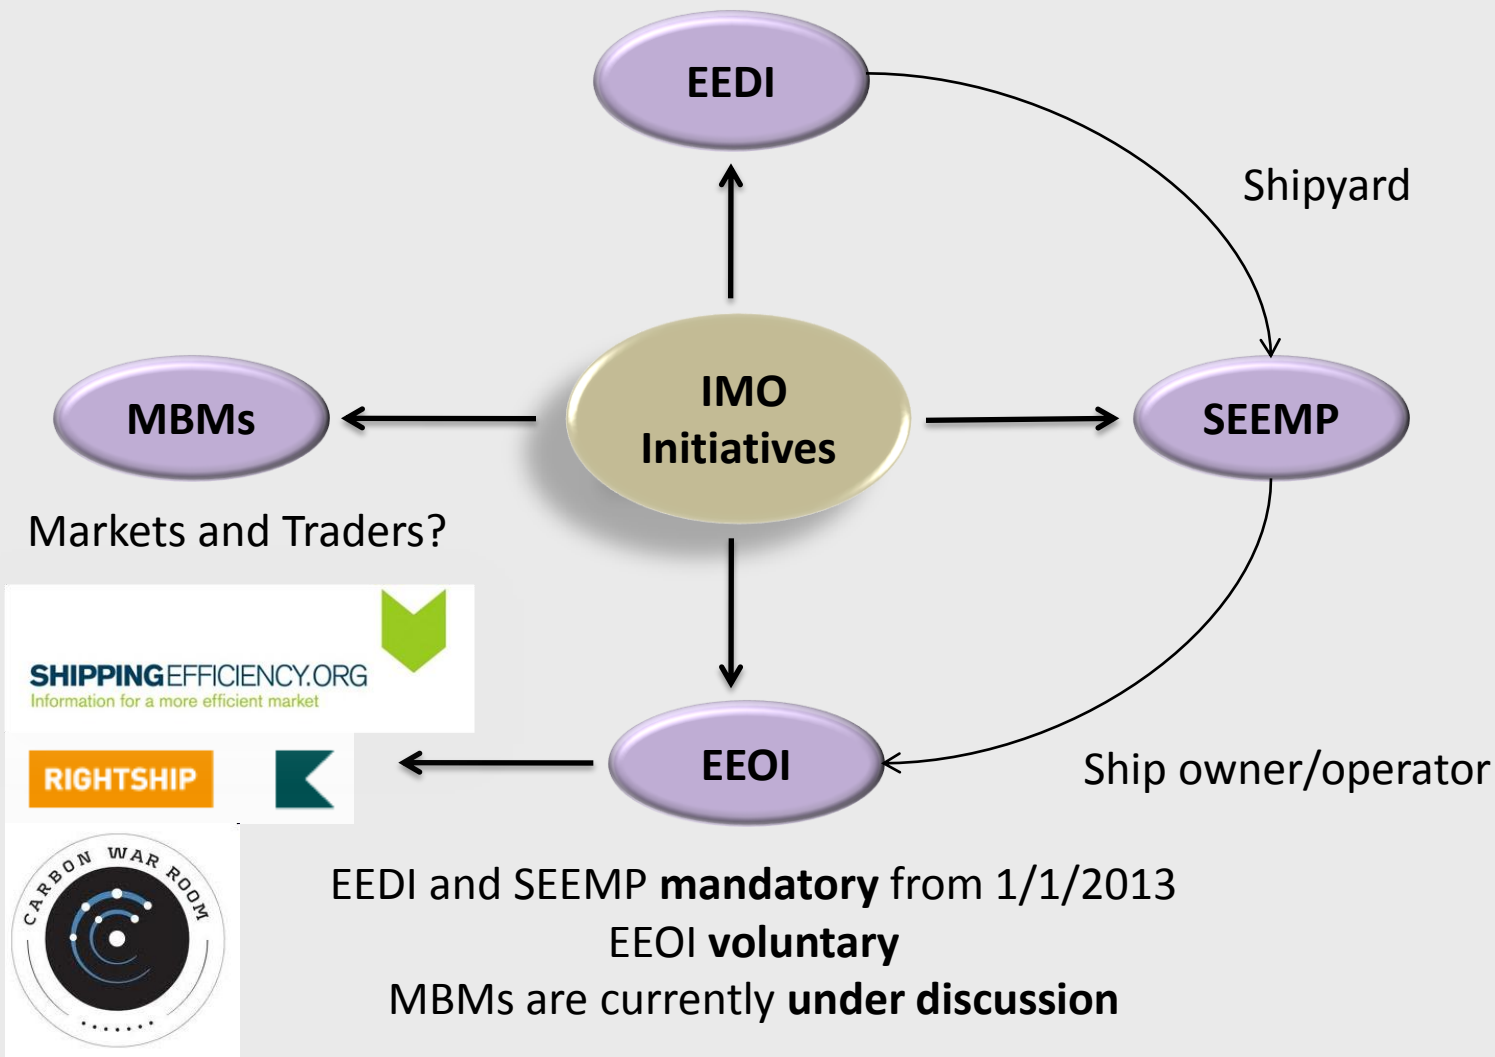 EEDI
Shipyard
IMO
Initiatives
MBMs
SEEMP
Markets and Traders?
SHIPPINGEFFICIENCY.ORG
Information for a more efficient market
RIGHTSHIP
EEOI
Ship owner/operator
CARBON WAR ROOM
EEDI and SEEMP mandatory from 1/1/2013
EEOI voluntary
MBMs are currently under discussion